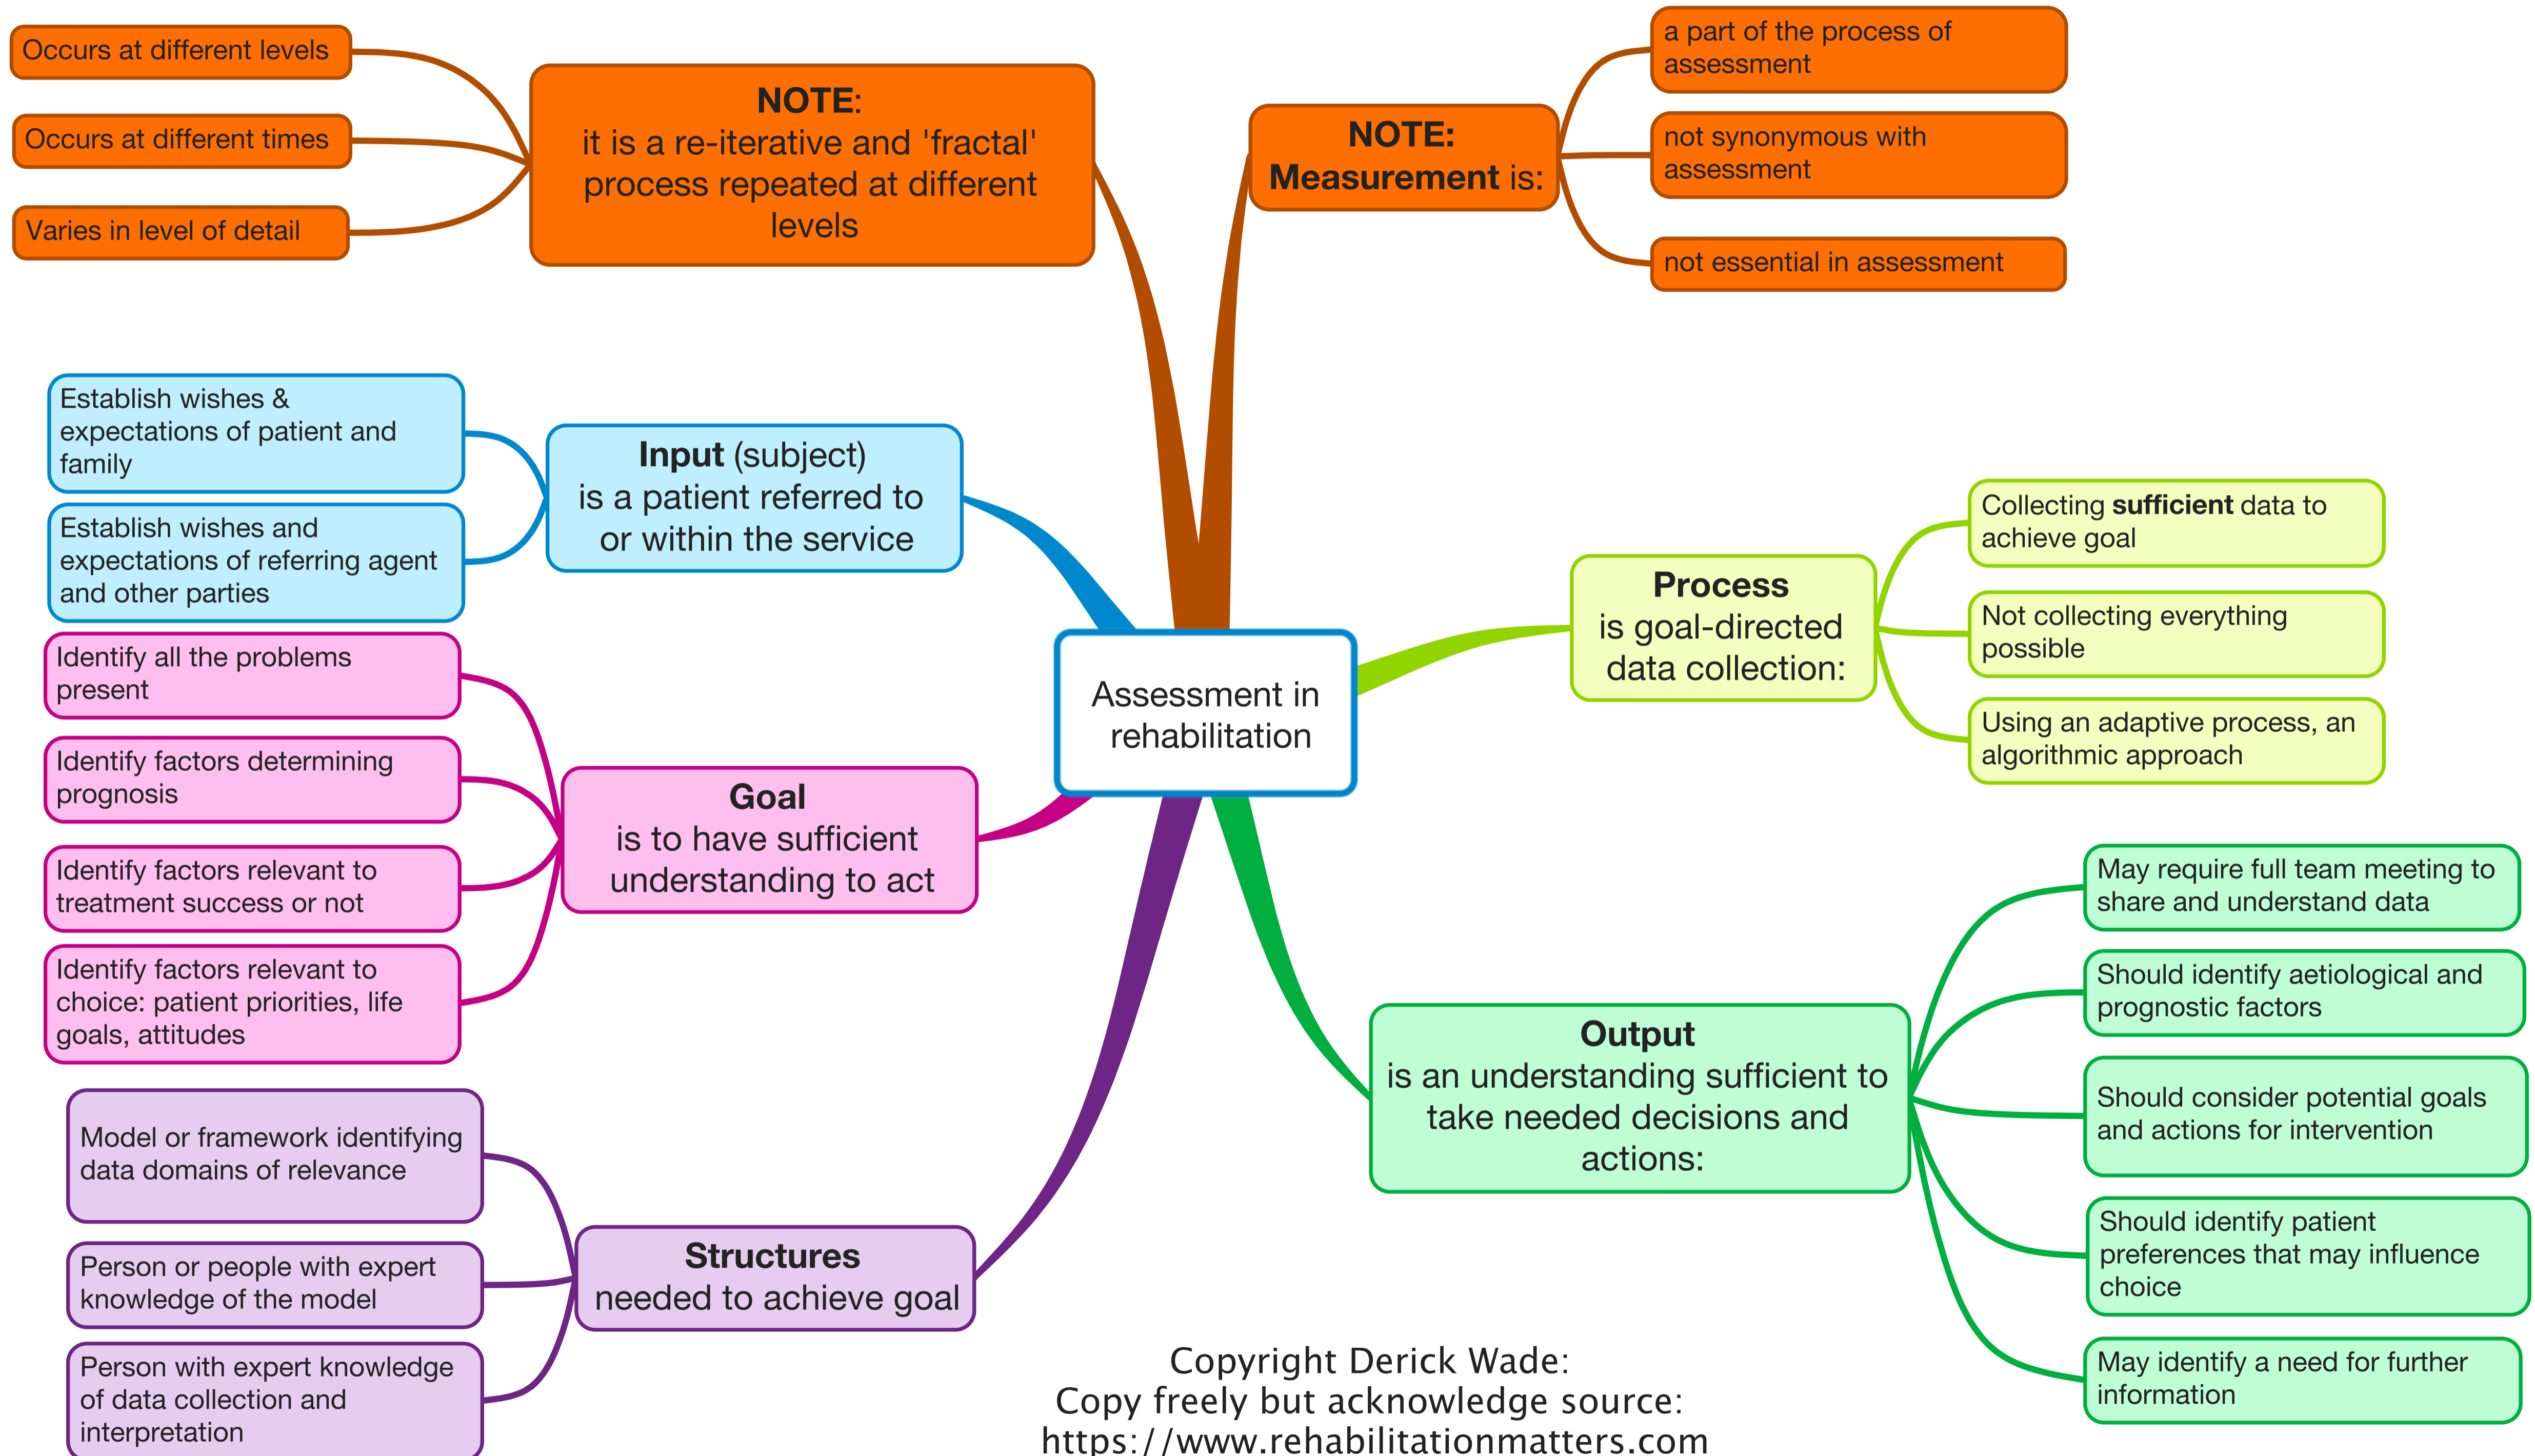 Occurs at different levels
Occurs at different times
Varies in level of detail
NOTE:
it is a re-iterative and 'fractal'
process repeated at different
levels
NOTE:
Measurement is:
a part of the process of
assessment
not synonymous with
assessment
not essential in assessment
Establish wishes &
expectations of patient and
family
Establish wishes and
expectations of referring agent
and other parties
Input (subject)
is a patient referred to
or within the service
Identify all the problems
present
Identify factors determining
prognosis
Identify factors relevant to
treatment success or not
Identify factors relevant to
choice: patient priorities, life
goals, attitudes
Goal
is to have sufficient
understanding to act
Model or framework identifying
data domains of relevance
Person or people with expert
knowledge of the model
Person with expert knowledge
of data collection and
interpretation
Structures
needed to achieve goal
Assessment in
rehabilitation
Process
is goal-directed
data collection:
Collecting sufficient data to
achieve goal
Not collecting everything
possible
Using an adaptive process, an
algorithmic approach
Output
is an understanding sufficient to
take needed decisions and
actions:
May require full team meeting to
share and understand data
Should identify aetiological and
prognostic factors
Should consider potential goals
and actions for intervention
Should identify patient
preferences that may influence
choice
May identify a need for further
information
Copyright Derick Wade:
Copy freely but acknowledge source:
https://www.rehabilitationmatters.com